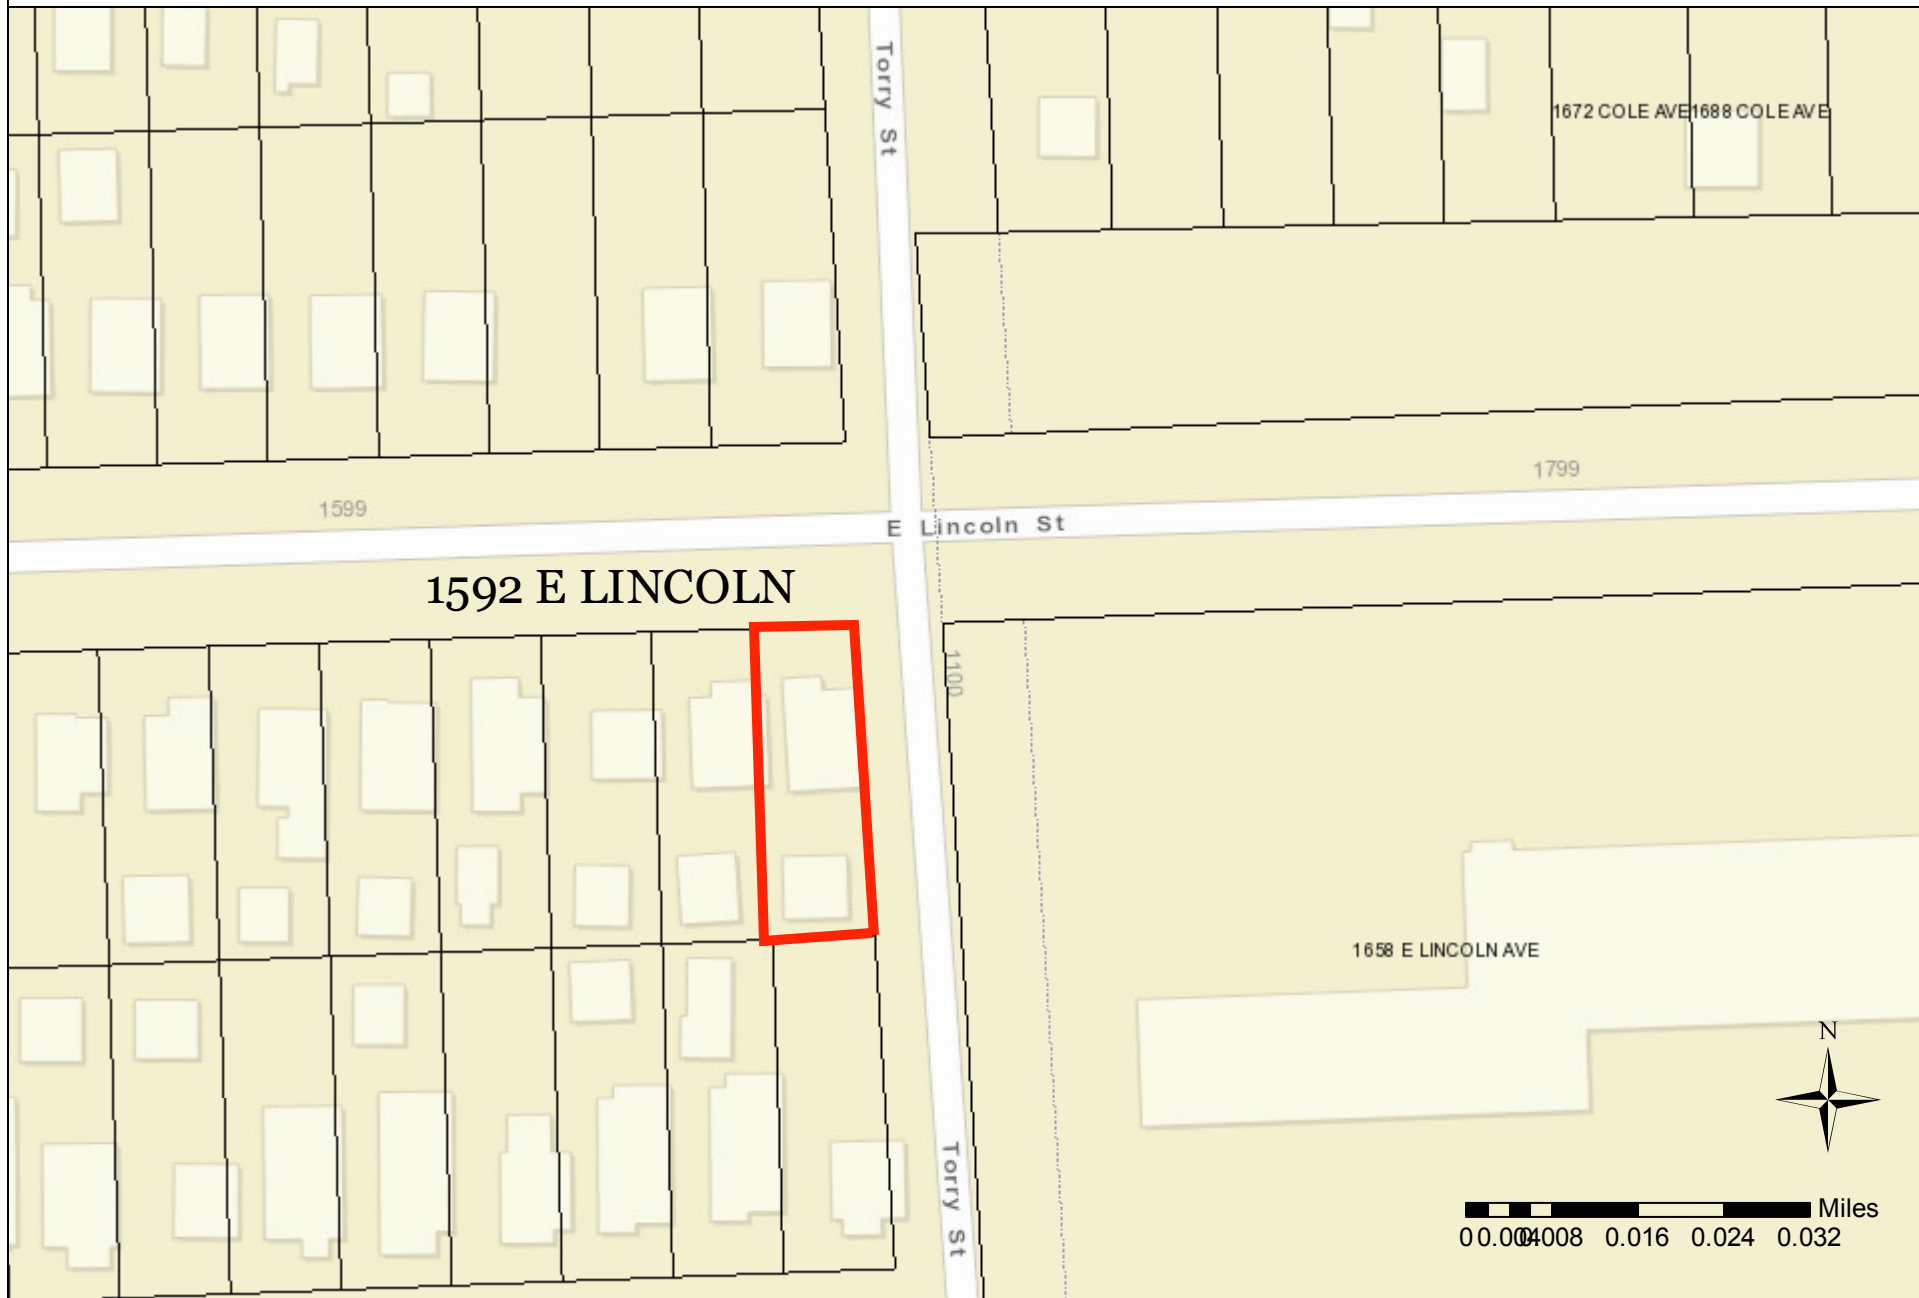 Torry St
1672 COLE AVE
1688 COLE AVE
1799
1599
E Lincoln St
1592 E LINCOLN
1100
1658 E LINCOLN AVE
N
Torry St
Miles
0 0.004 0.008 0.016 0.024 0.032